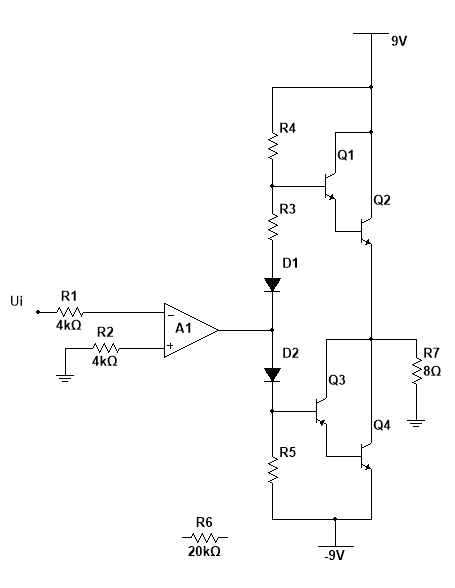 9V
R4
Q1
Q2
R3
D1
Ui
R1
4kΩ
R2
4kΩ
A1
D2
Q3
R7
8Ω
Q4
R5
R6
20kΩ
-9V